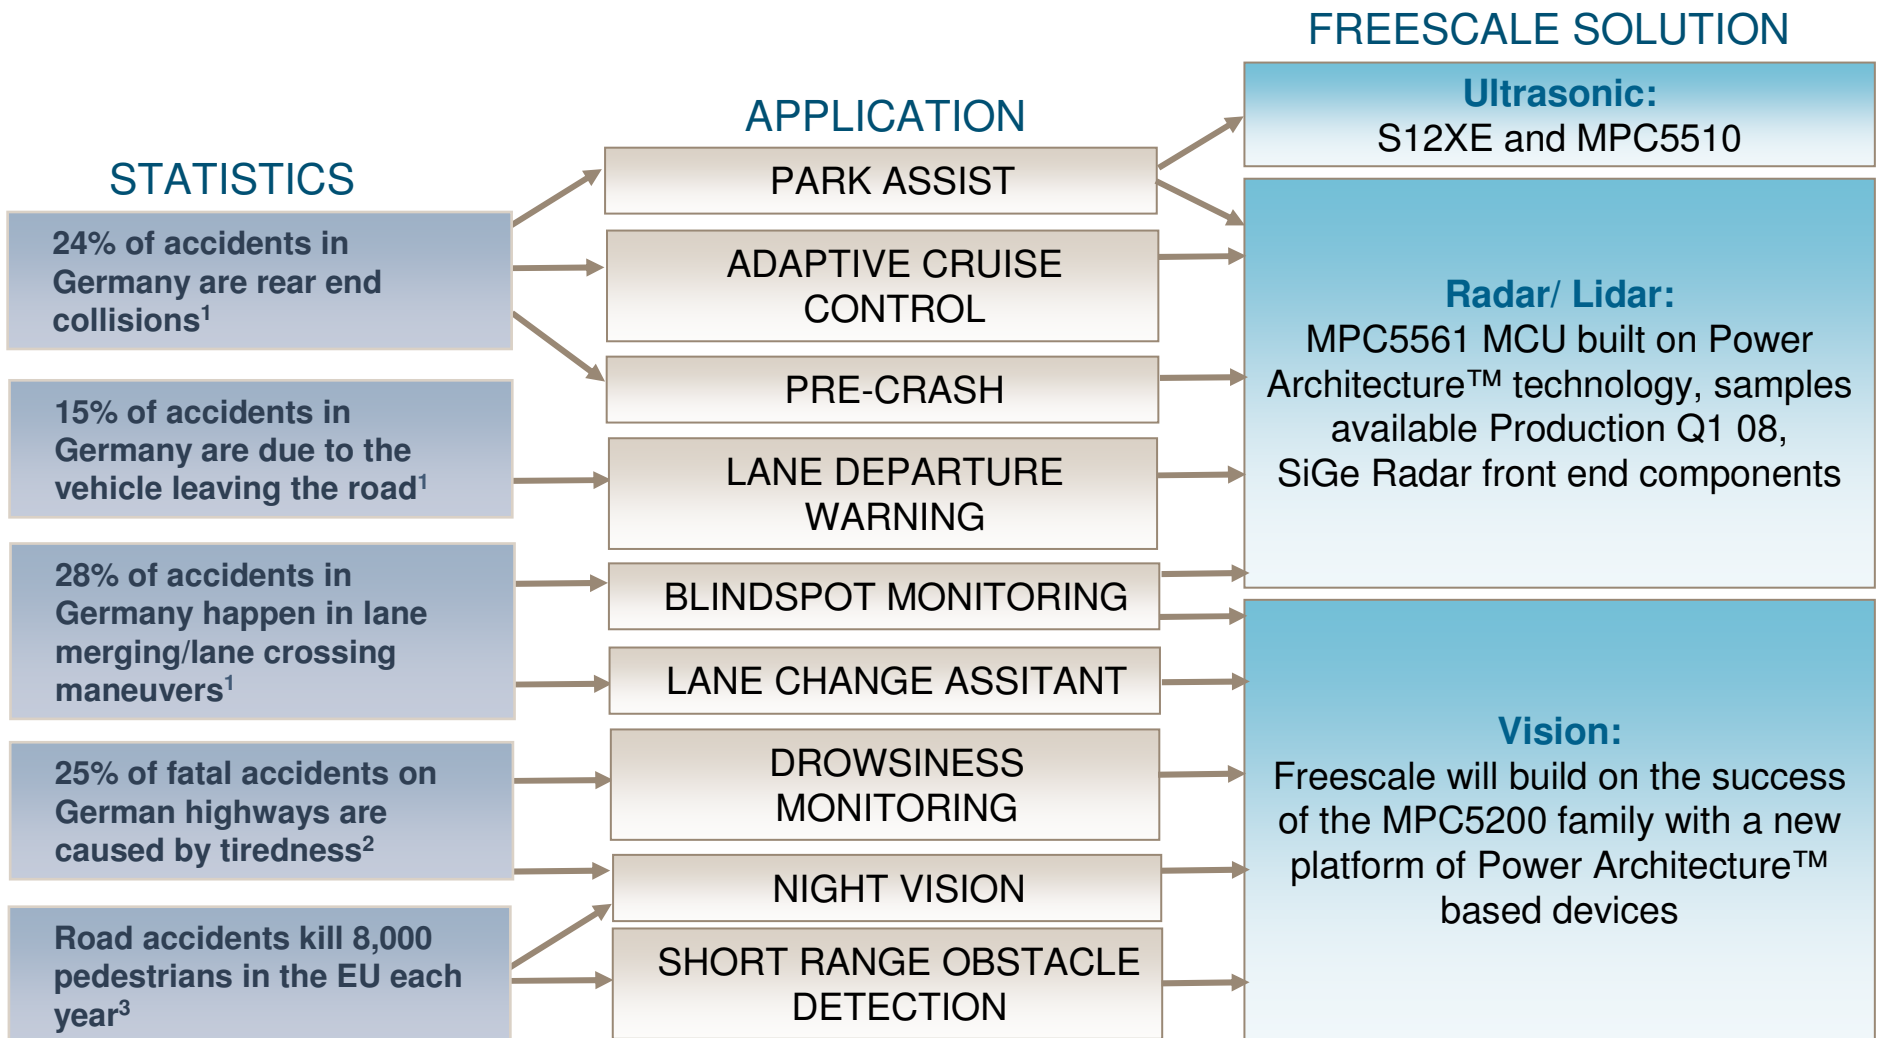 FREESCALE SOLUTION
APPLICATION
STATISTICS
24% of accidents in
Germany are rear end
collisions¹
15% of accidents in
Germany are due to the
vehicle leaving the road¹
28% of accidents in
Germany happen in lane
merging/lane crossing
maneuvers¹
25% of fatal accidents on
German highways are
caused by tiredness²
Road accidents kill 8,000
pedestrians in the EU each
year³
PARK ASSIST
ADAPTIVE CRUISE
CONTROL
PRE-CRASH
LANE DEPARTURE
WARNING
BLINDSPOT MONITORING
LANE CHANGE ASSITANT
DROWSINESS
MONITORING
NIGHT VISION
SHORT RANGE OBSTACLE
DETECTION
Ultrasonic:
S12XE and MPC5510
Radar/ Lidar:
MPC5561 MCU built on Power
Architecture™ technology, samples
available Production Q1 08,
SiGe Radar front end components
Vision:
Freescale will build on the success
of the MPC5200 family with a new
platform of Power Architecture™
based devices